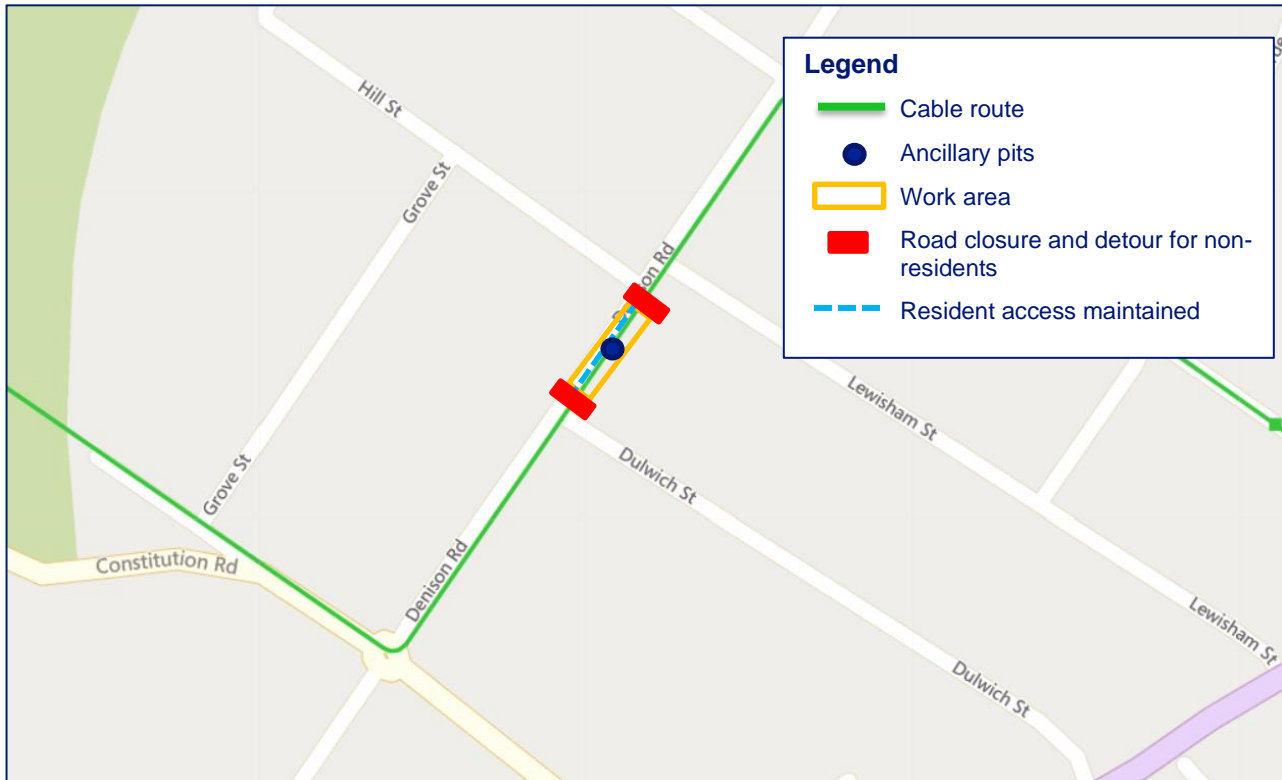 Legend
Cable route
Ancillary pits
Work area
Road closure and detour for non-
residents
Resident access maintained
Hill St
Grove St
Lewisham St
Grove St
Dulwich St
Constitution Rd
Denison Rd
Lewisham St
Dulwich St